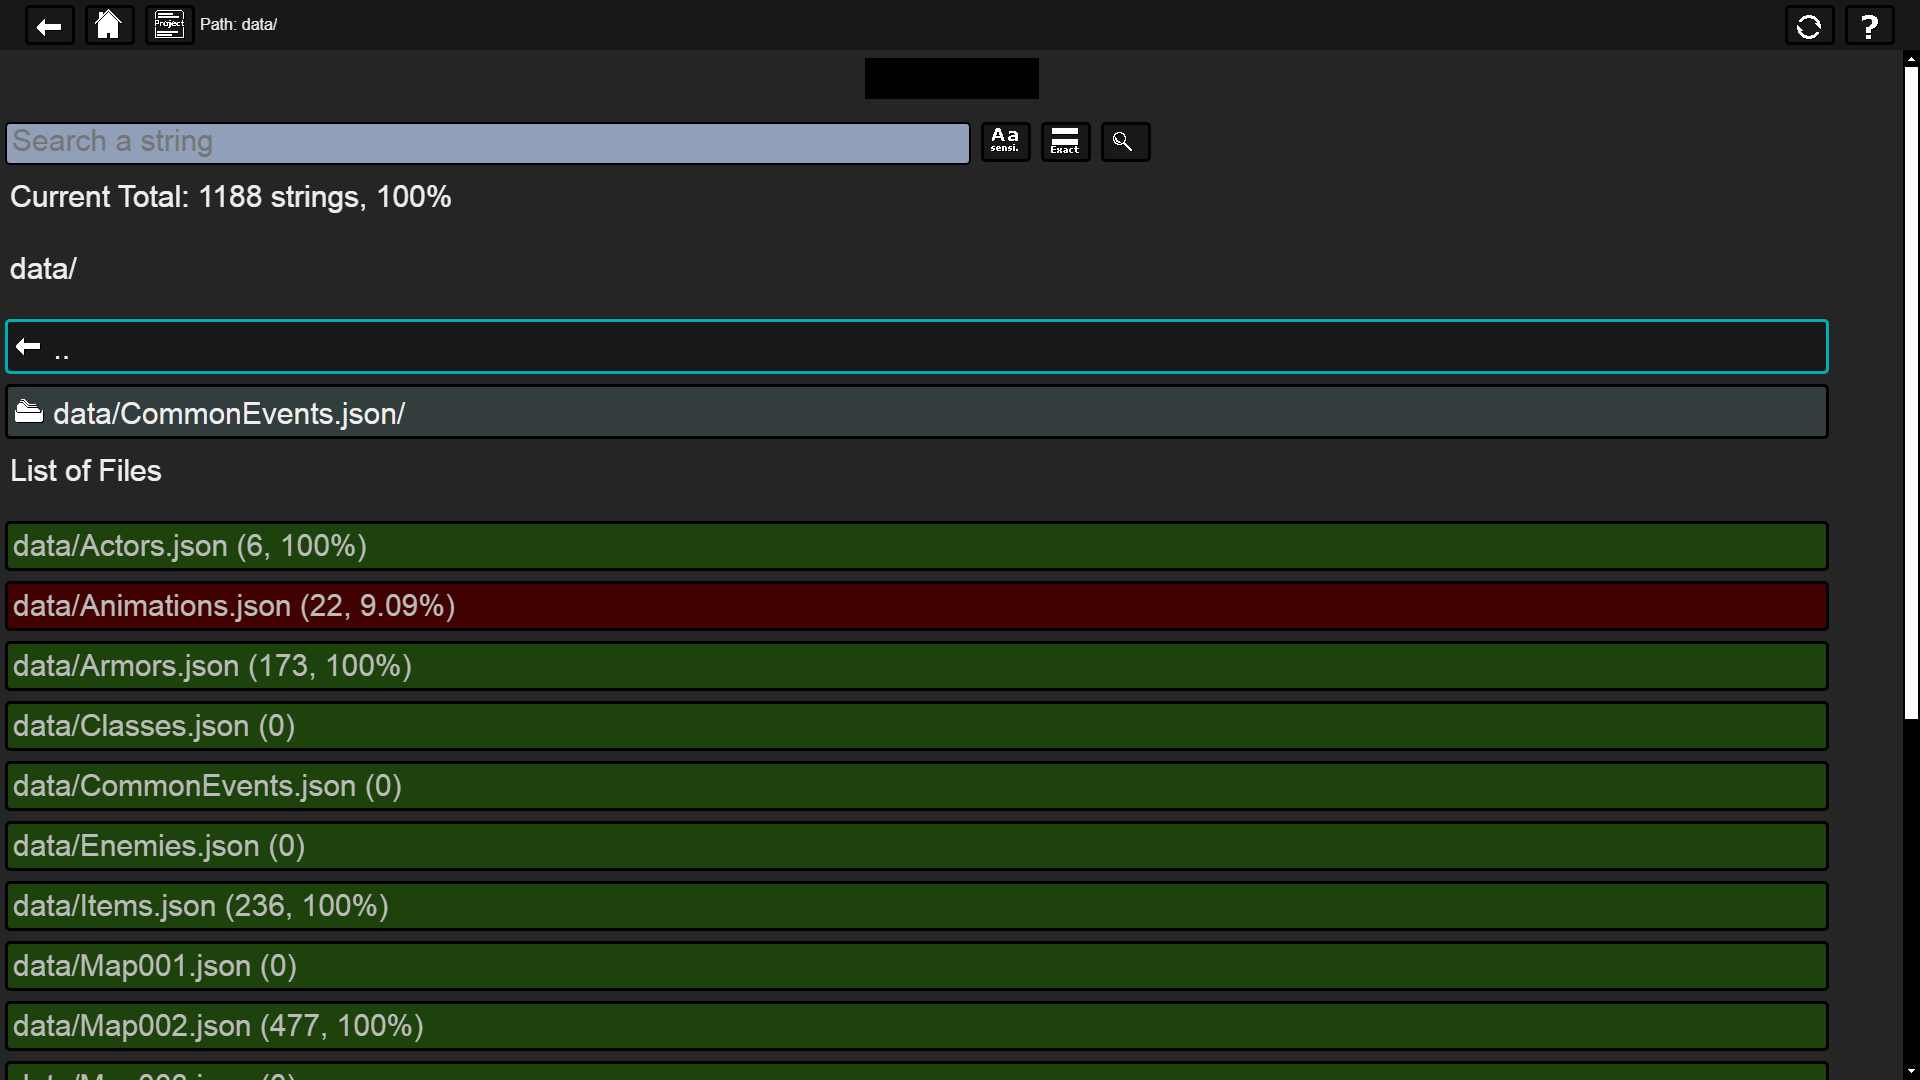 Project
Path: data/
?
Search a string
Aa
sensi.
Exact
Current Total: 1188 strings, 100%
data/
..
data/CommonEvents.json/
List of Files
data/Actors.json (6, 100%)
data/Animations.json (22, 9.09%)
data/Armors.json (173, 100%)
data/Classes.json (0)
data/CommonEvents.json (0)
data/Enemies.json (0)
data/Items.json (236, 100%)
data/Map001.json (0)
data/Map002.json (477, 100%)